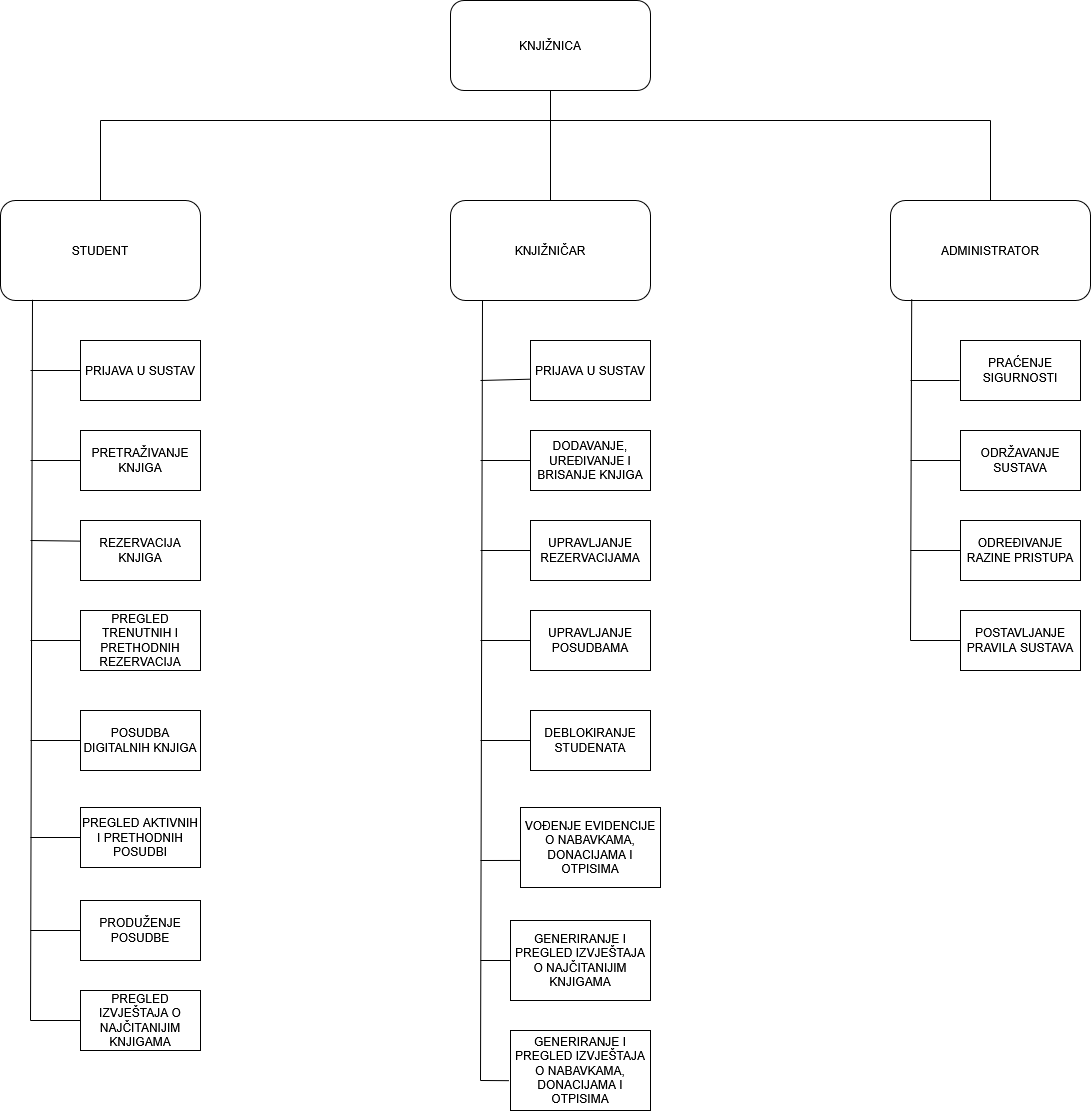 KNJIŽNICA
STUDENT
KNJIŽNIČAR
ADMINISTRATOR
PRIJAVA U SUSTAV
PRETRAŽIVANJE
KNJIGA
REZERVACIJA
KNJIGA
PREGLED
TRENUTNIH I
PRETHODNIH
REZERVACIJA
POSUDBA
DIGITALNIH KNJIGA
PREGLED AKTIVNIH
I PRETHODNIH
POSUDBI
PRODUŽENJE
POSUDBE
PREGLED
IZVJEŠTAJA O
NAJČITANIJIM
KNJIGAMA
PRIJAVA U SUSTAV
DODAVANJE,
UREĐIVANJE I
BRISANJE KNJIGA
UPRAVLJANJE
REZERVACIJAMA
UPRAVLJANJE
POSUDBAMA
DEBLOKIRANJE
STUDENATA
VOĐENJE EVIDENCIJE
O NABAVKAMA,
DONACIJAMA I
OTPISIMA
GENERIRANJE I
PREGLED IZVJEŠTAJA
O NAJČITANIJIM
KNJIGAMA
GENERIRANJE I
PREGLED IZVJEŠTAJA
O NABAVKAMA,
DONACIJAMA I
OTPISIMA
PRAĆENJE
SIGURNOSTI
ODRŽAVANJE
SUSTAVA
ODREĐIVANJE
RAZINE PRISTUPA
POSTAVLJANJE
PRAVILA SUSTAVA